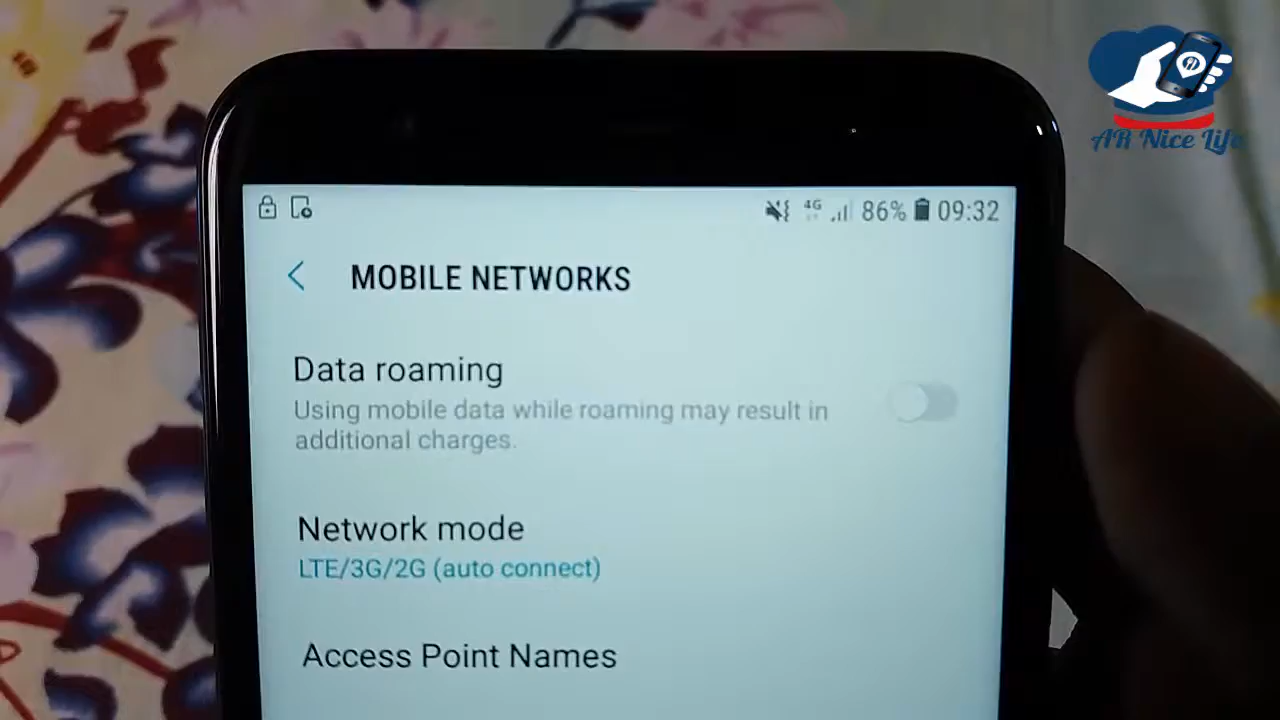 AR Nice Life
4G 86% 09:32
MOBILE NETWORKS
Data roaming
Using mobile data while roaming may result in
additional charges.
Network mode
LTE/3G/2G (auto connect)
Access Point Names